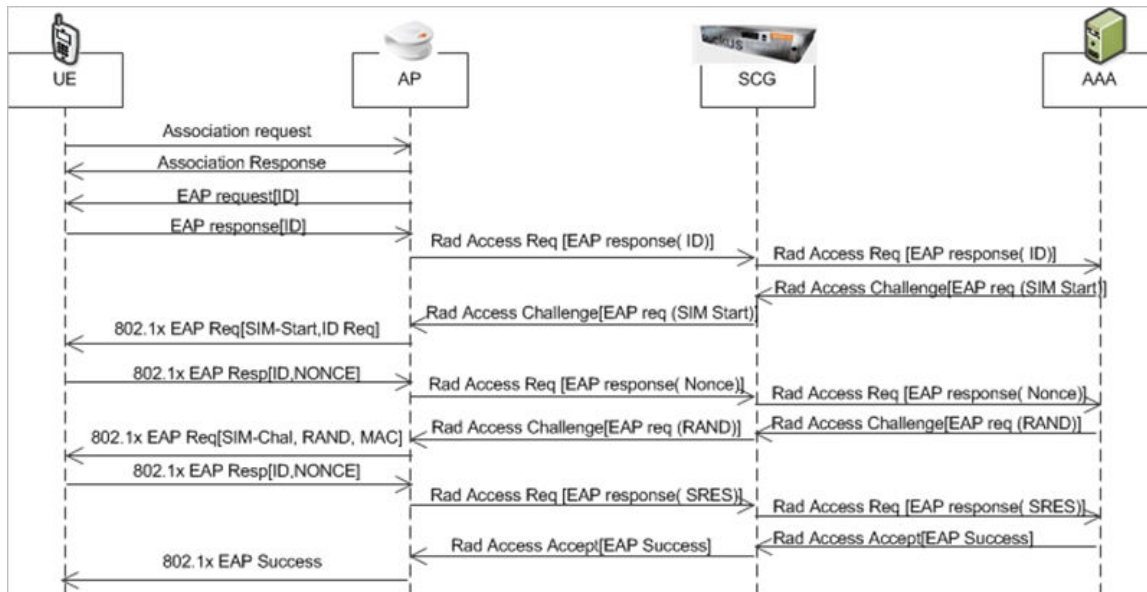 UE
AP
SCG
AAA
Association request
Association Response
EAP request[ID]
EAP response[ID]
Rad Access Req [EAP response( ID)]
Rad Access Req [EAP response( ID)]
Rad Access Challenge[EAP req (SIM Start)]
Rad Access Challenge[EAP req (SIM Start)]
802.1x EAP Req[SIM-Start,ID Req]
802.1x EAP Resp[ID,NONCE]
Rad Access Req [EAP response( Nonce)]
Rad Access Req [EAP response( Nonce)]
Rad Access Challenge[EAP req (RAND)]
Rad Access Challenge[EAP req (RAND)]
802.1x EAP Req[SIM-Chal, RAND, MAC]
802.1x EAP Resp[ID,NONCE]
Rad Access Req [EAP response( SRES)]
Rad Access Req [EAP response( SRES)]
Rad Access Accept[EAP Success]
Rad Access Accept[EAP Success]
802.1x EAP Success